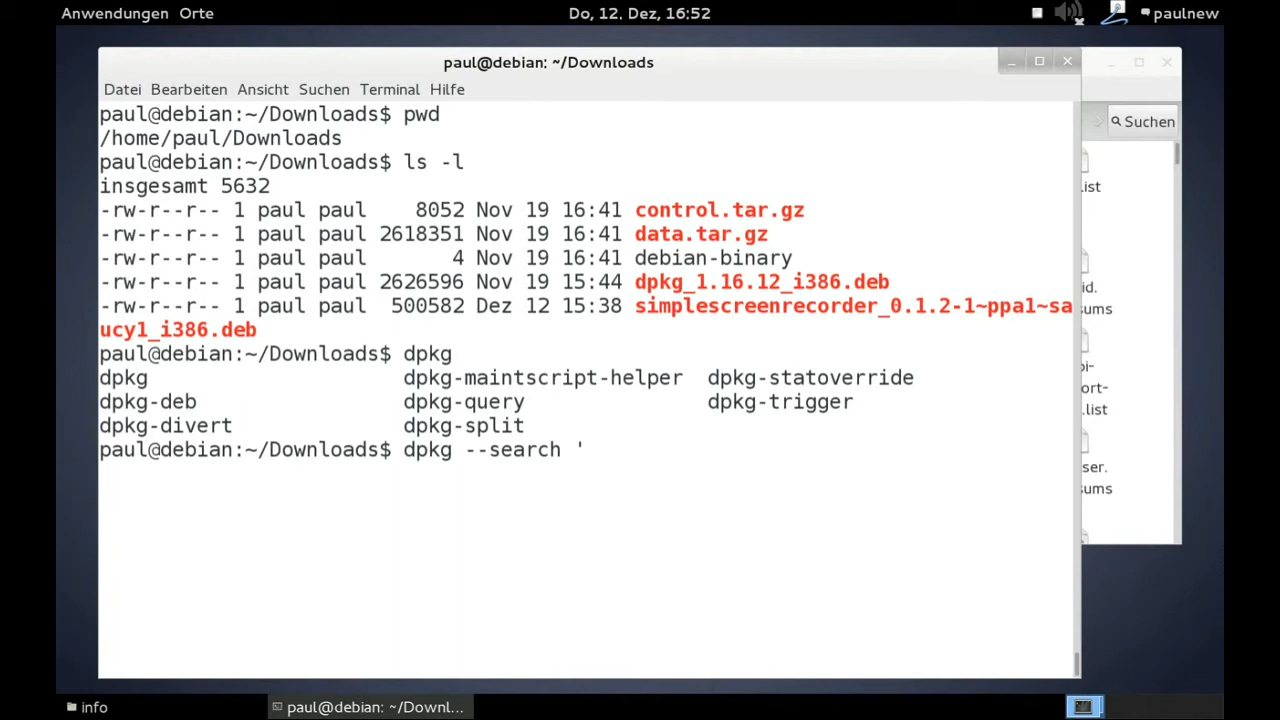 Anwendungen Orte
Do, 12. Dez, 16:52
paulnew
paul@debian: ~/Downloads
Datei Bearbeiten Ansicht Suchen Terminal Hilfe
paul@debian:~/Downloads$ pwd
/home/paul/Downloads
paul@debian:~/Downloads$ ls -l
insgesamt 5632
-rw-r--r-- 1 paul paul    8052 Nov 19 16:41 control.tar.gz
-rw-r--r-- 1 paul paul 2618351 Nov 19 16:41 data.tar.gz
-rw-r--r-- 1 paul paul       4 Nov 19 16:41 debian-binary
-rw-r--r-- 1 paul paul 2626596 Nov 19 15:44 dpkg_1.16.12_i386.deb
-rw-r--r-- 1 paul paul  500582 Dez 12 15:38 simplescreenrecorder_0.1.2-1~ppa1~sa
ucy1_i386.deb
paul@debian:~/Downloads$ dpkg
dpkg                     dpkg-maintscript-helper  dpkg-statoverride
dpkg-deb                 dpkg-query               dpkg-trigger
dpkg-divert              dpkg-split
paul@debian:~/Downloads$ dpkg --search '
Suchen
.list
id.
sums
pi-
ort-
.list
ser.
sums
info
paul@debian: ~/Downl...